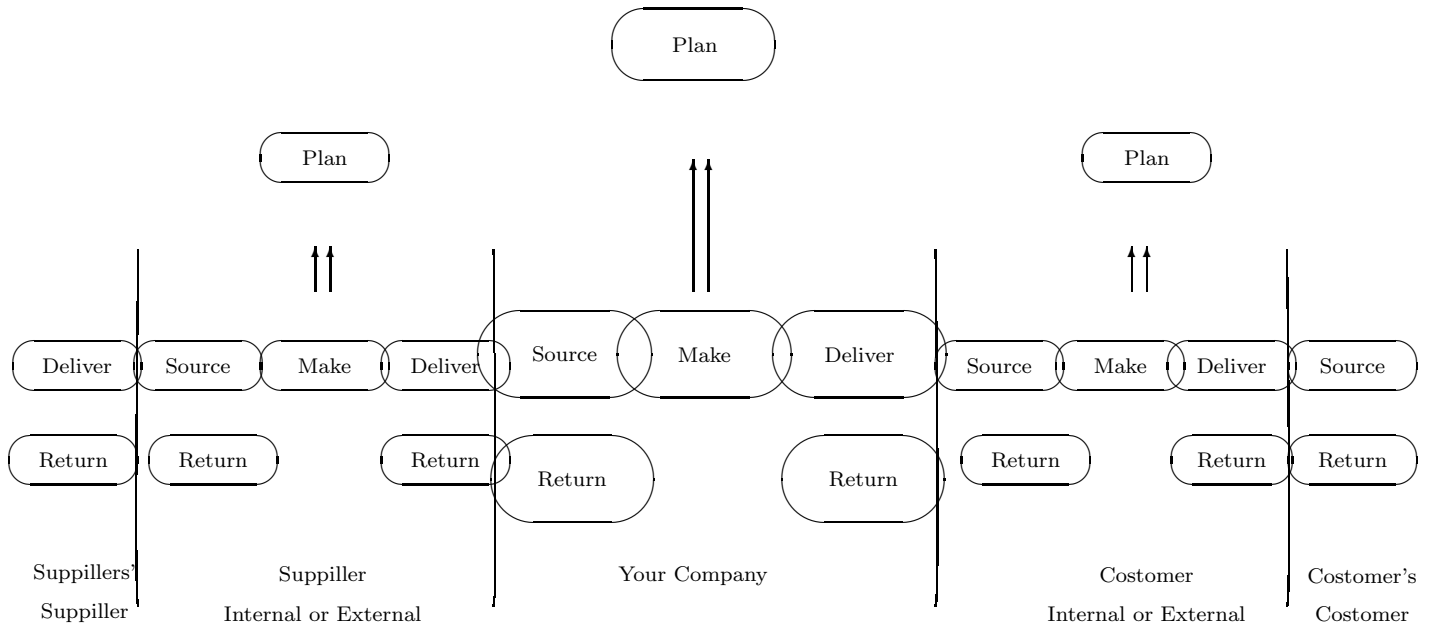 Plan
Plan
Plan
Deliver
Source
Make
Deliver
Source
Make
Deliver
Source
Make
Deliver
Source
Return
Return
Return
Return
Return
Return
Return
Return
Suppillers'
Suppiller
Suppiller
Internal or External
Your Company
Costomer
Internal or External
Costomer's
Costomer